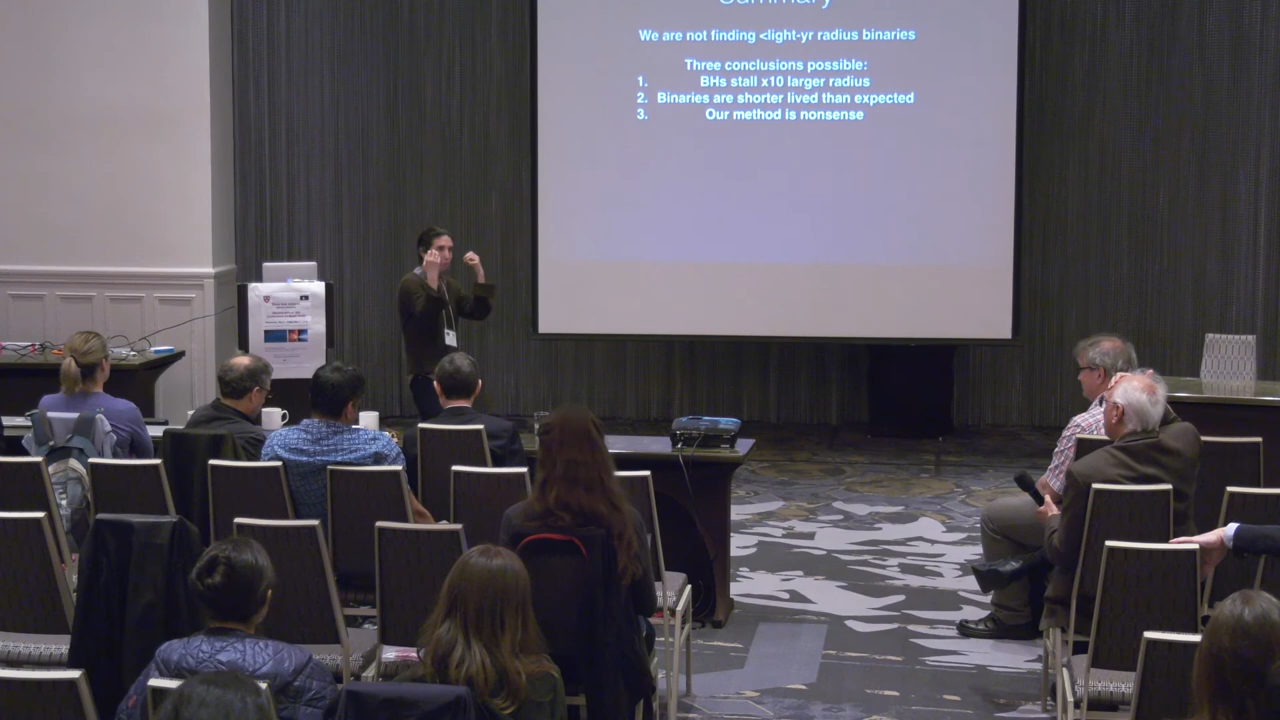 Summary
We are not finding <light-yr radius binaries
Three conclusions possible:
1. BHs stall x10 larger radius
2. Binaries are shorter lived than expected
3. Our method is nonsense